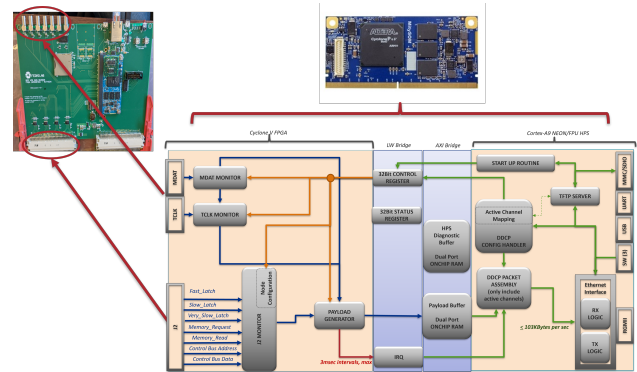 FERMILAB
ALTERA
Cyclone V
Cyclone V FPGA
LW Bridge
AXI Bridge
Cortex-A9 NEON/FPU HPS
MDAT
MDAT MONITOR
TCLK
TCLK MONITOR
32Bit CONTROL
REGISTER
32Bit STATUS
REGISTER
START UP ROUTINE
TFTP SERVER
Active Channel
Mapping
DDCP
CONFIG HANDLER
MMC/SDIO
UART
USB
SW (3)
RGMII
HPS
Diagnostic
Buffer
Dual Port
ONCHIP RAM
DDCP PACKET
ASSEMBLY
(only include
active channels)
Ethernet
Interface
RX
LOGIC
TX
LOGIC
Node
Configuration
J2 MONITOR
J2
Fast_Latch
Slow_Latch
Very_Slow_Latch
Memory_Request
Memory_Read
Control Bus Address
Control Bus Data
PAYLOAD
GENERATOR
Payload Buffer
Dual Port
ONCHIP RAM
≤ 103KBytes per sec
3msec intervals, max
IRQ